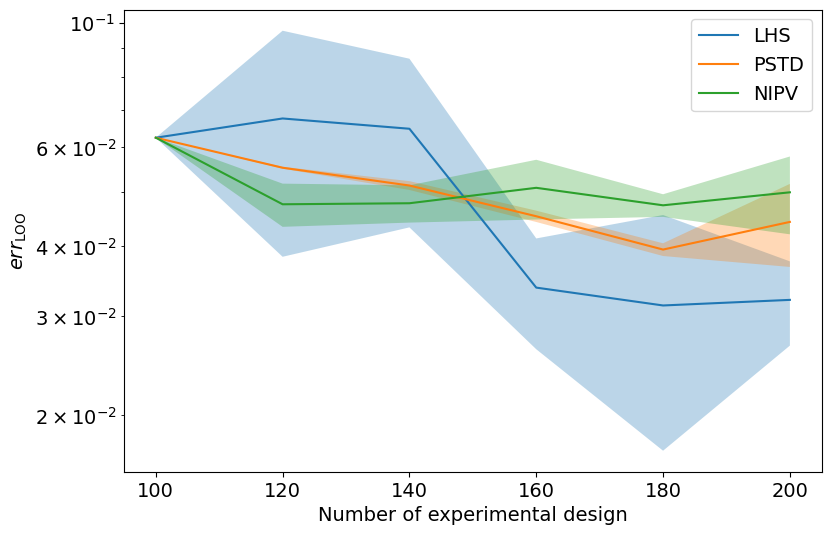 10⁻¹
6 × 10⁻²
4 × 10⁻²
3 × 10⁻²
2 × 10⁻²
err_LOO
100 120 140 160 180 200
Number of experimental design
LHS
PSTD
NIPV